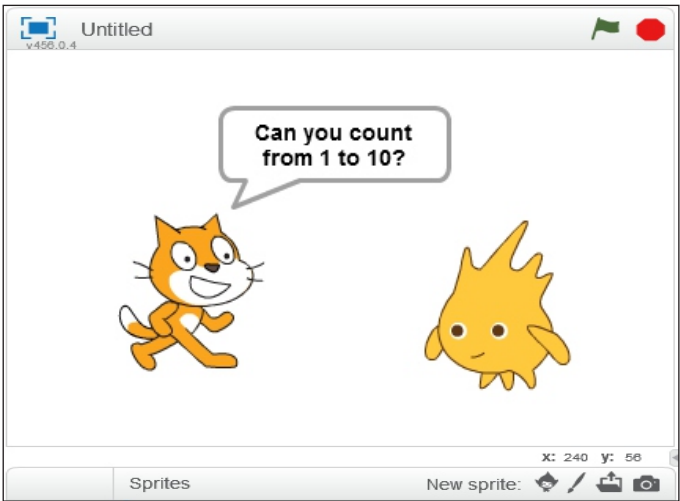 Untitled
v456.0.4
Can you count
from 1 to 10?
x: 240 y: 56
Sprites
New sprite: